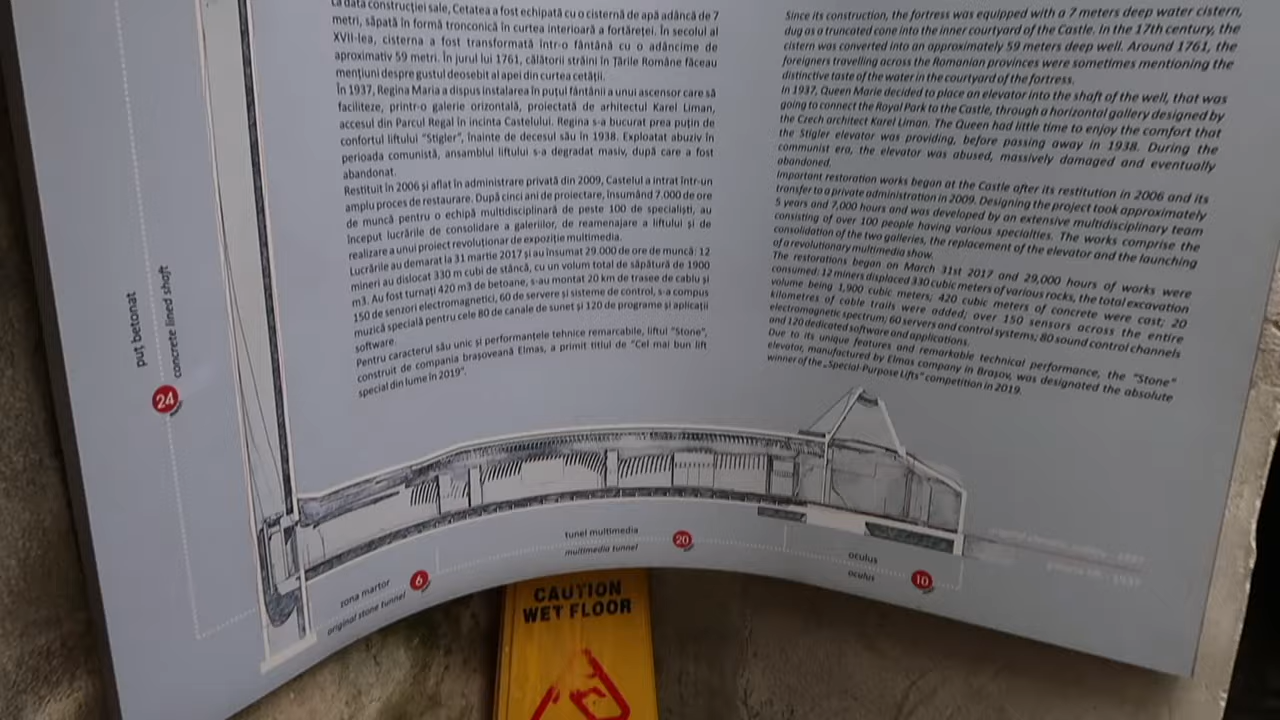 La data construcției sale, Cetatea a fost echipată cu o cisternă de apă adâncă de 7
metri, săpată în formă tronconică în curtea interioară a fortăreței. În secolul al
XVII-lea, cisterna a fost transformată într-o fântână cu o adâncime de
aproximativ 59 metri. În jurul lui 1761, călătorii străini în Țările Române făceau
mențiuni despre gustul deosebit al apei din curtea cetății.
În 1937, Regina Maria a dispus instalarea în puțul fântânii a unui ascensor care să
faciliteze, printr-o galerie orizontală, proiectată de arhitectul Karel Liman,
accesul din Parcul Regal în incinta Castelului. Regina s-a bucurat prea puțin de
confortul liftului "Stigler", înainte de decesul său în 1938. Exploatat abuziv în
perioada comunistă, ansamblul liftului s-a degradat masiv, după care a fost
abandonat.
Restituit în 2006 și aflat în administrare privată din 2009, Castelul a intrat într-un
amplu proces de restaurare. După cinci ani de proiectare, însumând 7.000 de ore
de muncă pentru o echipă multidisciplinară de peste 100 de specialiști, au
început lucrările de consolidare a galeriilor, de reamenajare a liftului și de
realizare a unui proiect revoluționar de expoziție multimedia.
Lucrările au demarat la 31 martie 2017 și au însumat 29.000 de ore de muncă: 12
mineri au dislocat 330 m cubi de stâncă, cu un volum total de săpătură de 1900
m3. Au fost turnați 420 m3 de betoane, s-au montat 20 km de trasee de cablu și
150 de senzori electromagnetici, 60 de servere și sisteme de control, s-a compus
muzică specială pentru cele 80 de canale de sunet și 120 de programe și aplicații
software.
Pentru caracterul său unic și performanțele tehnice remarcabile, liftul "Stone",
construit de compania brașoveană Elmas, a primit titlul de "Cel mai bun lift
special din lume în 2019".
Since its construction, the fortress was equipped with a 7 meters deep water cistern,
dug as a truncated cone into the inner courtyard of the Castle. In the 17th century, the
cistern was converted into an approximately 59 meters deep well. Around 1761, the
foreigners travelling across the Romanian provinces were sometimes mentioning the
distinctive taste of the water in the courtyard of the fortress.
In 1937, Queen Marie decided to place an elevator into the shaft of the well, that was
going to connect the Royal Park to the Castle, through a horizontal gallery designed by
the Czech architect Karel Liman. The Queen had little time to enjoy the comfort that
the Stigler elevator was providing, before passing away in 1938. During the
communist era, the elevator was abused, massively damaged and eventually
abandoned.
Important restoration works began at the Castle after its restitution in 2006 and its
transfer to a private administration in 2009. Designing the project took approximately
5 years and 7,000 hours and was developed by an extensive multidisciplinary team
consisting of over 100 people having various specialties. The works comprise the
consolidation of the two galleries, the replacement of the elevator and the launching
of a revolutionary multimedia show.
The restorations began on March 31st 2017 and 29,000 hours of works were
consumed: 12 miners displaced 330 cubic meters of various rocks, the total excavation
volume being 1,900 cubic meters; 420 cubic meters of concrete were cast; 20
kilometres of cable trails were added; over 150 sensors across the entire
electromagnetic spectrum; 60 servers and control systems; 80 sound control channels
and 120 dedicated software and applications.
Due to its unique features and remarkable technical performance, the "Stone"
elevator, manufactured by Elmas company in Brașov, was designated the absolute
winner of the „Special-Purpose Lifts" competition in 2019.
puț betonat
concrete lined shaft
24
zona martor
original stone tunnel
6
tunel multimedia
multimedia tunnel
20
oculus
oculus
10
CAUTION
WET FLOOR